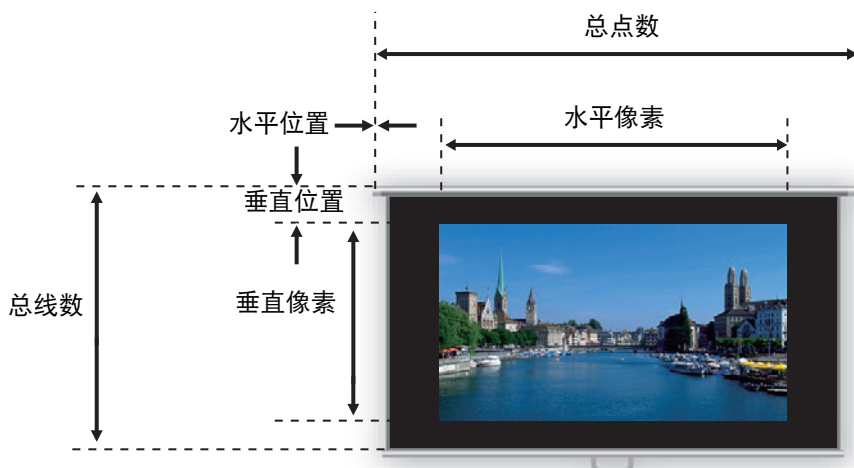 总点数
水平位置
水平像素
垂直位置
垂直像素
总线数